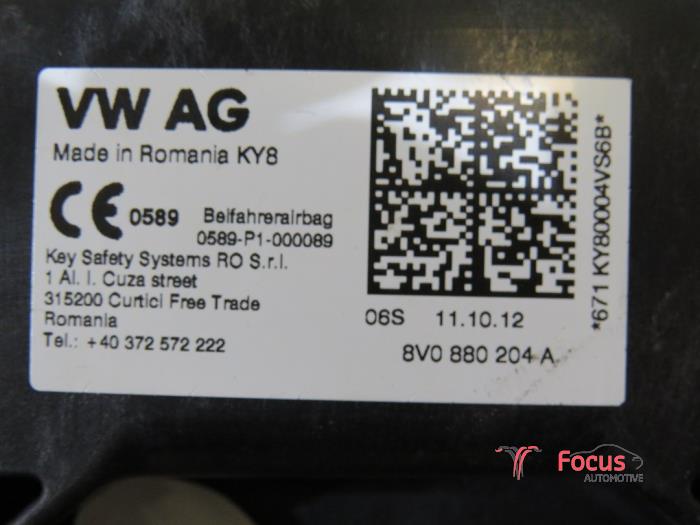 VW AG
Made in Romania KY8
CE 0589 Beifahrerairbag
0589-P1-000089
Key Safety Systems RO S.r.l.
1 Al. I. Cuza street
315200 Curtici Free Trade
Romania
Tel.: +40 372 572 222
06S 11.10.12
8V0 880 204 A
*671 KY80004VS6B*
Focus
AUTOMOTIVE